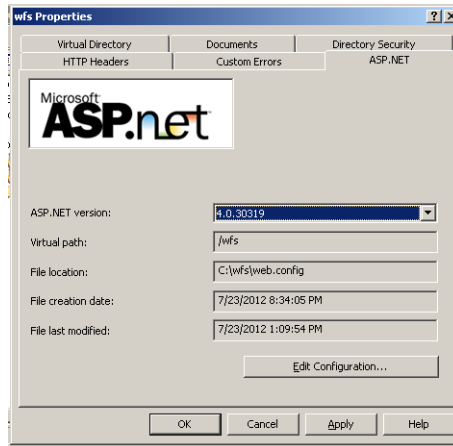 wfs Properties
Virtual Directory Documents Directory Security
HTTP Headers Custom Errors ASP.NET
Microsoft
ASP.net
ASP.NET version: 4.0.30319
Virtual path: /wfs
File location: C:\wfs\web.config
File creation date: 7/23/2012 8:34:05 PM
File last modified: 7/23/2012 1:09:54 PM
Edit Configuration...
OK Cancel Apply Help